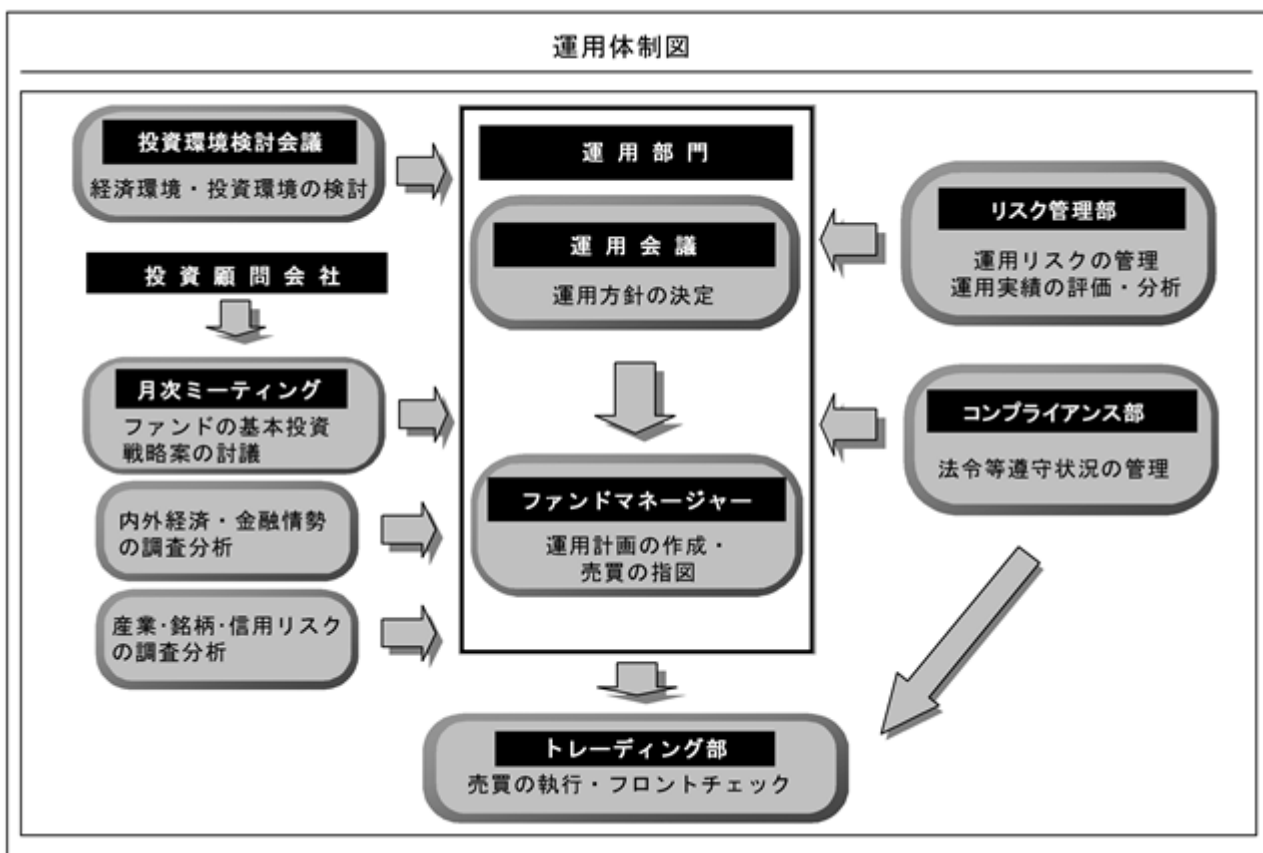 運用体制図
投資環境検討会議
経済環境・投資環境の検討
投資顧問会社
月次ミーティング
ファンドの基本投資
戦略案の討議
内外経済・金融情勢
の調査分析
産業・銘柄・信用リスク
の調査分析
運用部門
運用会議
運用方針の決定
ファンドマネージャー
運用計画の作成・
売買の指図
リスク管理部
運用リスクの管理
運用実績の評価・分析
コンプライアンス部
法令等遵守状況の管理
トレーディング部
売買の執行・フロントチェック